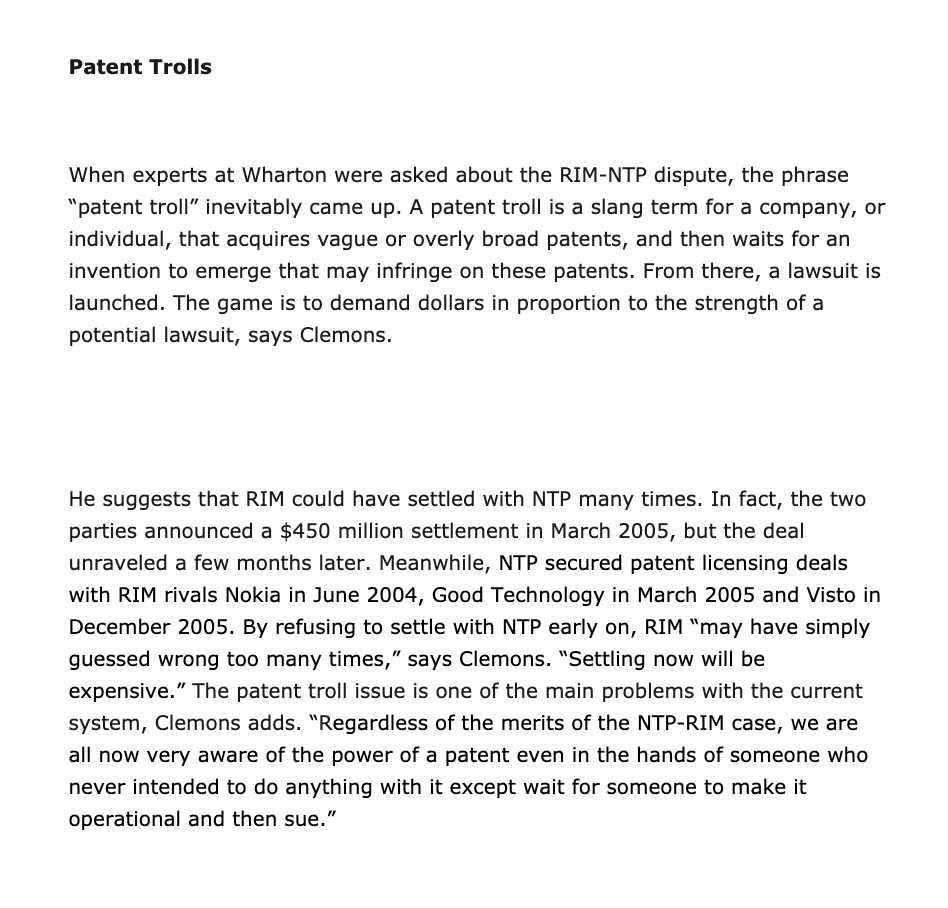 Patent Trolls
When experts at Wharton were asked about the RIM-NTP dispute, the phrase
“patent troll” inevitably came up. A patent troll is a slang term for a company, or
individual, that acquires vague or overly broad patents, and then waits for an
invention to emerge that may infringe on these patents. From there, a lawsuit is
launched. The game is to demand dollars in proportion to the strength of a
potential lawsuit, says Clemons.
He suggests that RIM could have settled with NTP many times. In fact, the two
parties announced a $450 million settlement in March 2005, but the deal
unraveled a few months later. Meanwhile, NTP secured patent licensing deals
with RIM rivals Nokia in June 2004, Good Technology in March 2005 and Visto in
December 2005. By refusing to settle with NTP early on, RIM “may have simply
guessed wrong too many times,” says Clemons. “Settling now will be
expensive.” The patent troll issue is one of the main problems with the current
system, Clemons adds. “Regardless of the merits of the NTP-RIM case, we are
all now very aware of the power of a patent even in the hands of someone who
never intended to do anything with it except wait for someone to make it
operational and then sue.”